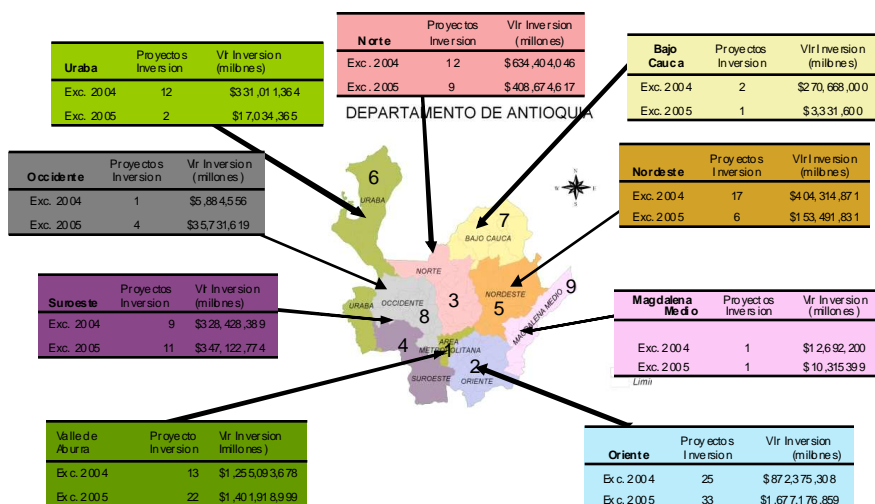 Uraba Proyectos Inversion Vlr Inversion (millones)
Exc. 2004 12 $331,011,364
Exc. 2005 2 $17,034,365
Norte Proyectos Inversion Vlr Inversion (millones)
Exc. 2004 12 $634,404,046
Exc. 2005 9 $408,674,617
Bajo Cauca Proyectos Inversion Vlr Inversion (millones)
Exc. 2004 2 $270,668,000
Exc. 2005 1 $3,331,600
DEPARTAMENTO DE ANTIOQUIA
Occidente Proyectos Inversion Vlr Inversion (millones)
Exc. 2004 1 $5,884,556
Exc. 2005 4 $35,731,619
Nordeste Proyectos Inversion Vlr Inversion (millones)
Exc. 2004 17 $404,314,871
Exc. 2005 6 $153,491,831
Suroeste Proyectos Inversion Vlr Inversion (millones)
Exc. 2004 9 $328,428,389
Exc. 2005 11 $347,122,774
Magdalena Medio Proyectos Inversion Vlr Inversion (millones)
Exc. 2004 1 $12,692,200
Exc. 2005 1 $10,315399
6
URABA
N
S
7
BAJO CAUCA
NORTE
9
NORDESTE
5
MAGDALENA MEDIO
URABA
OCCIDENTE
3
8
4
1
AREA
METROPOLITANA
2
SUROESTE
ORIENTE
Limit
Valle de Aburra Proyecto Inversion Vlr Inversion (millones)
Exc. 2004 13 $1,255,093,678
Exc. 2005 22 $1,401,918,999
Oriente Proyectos Inversion Vlr Inversion (millones)
Exc. 2004 25 $872,375,308
Exc. 2005 33 $1,677,176,859